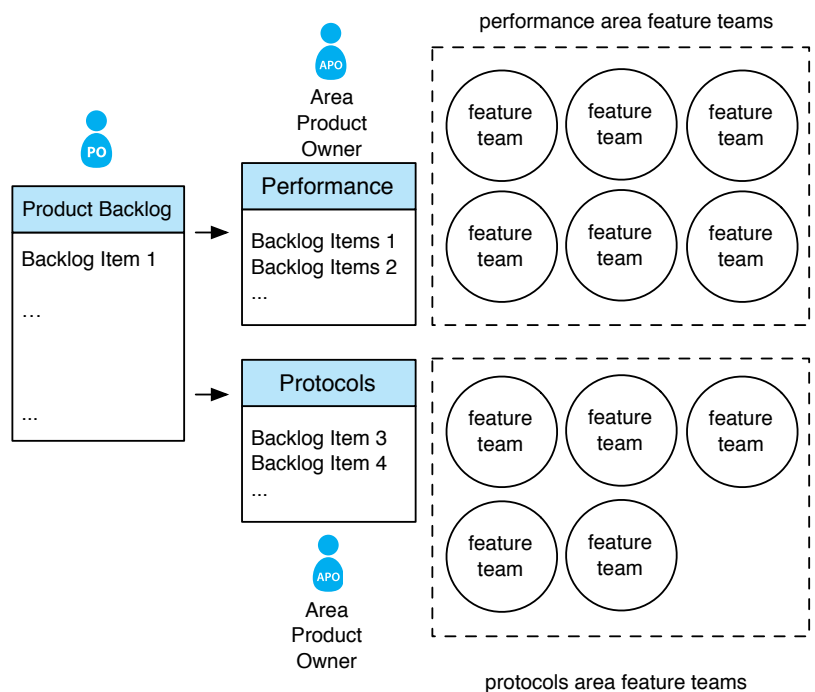 performance area feature teams
APO
Area
Product
Owner
PO
Product Backlog
Backlog Item 1
...
...
Performance
Backlog Items 1
Backlog Items 2
...
feature
team
feature
team
feature
team
feature
team
feature
team
feature
team
Protocols
Backlog Item 3
Backlog Item 4
...
APO
Area
Product
Owner
feature
team
feature
team
feature
team
feature
team
feature
team
protocols area feature teams